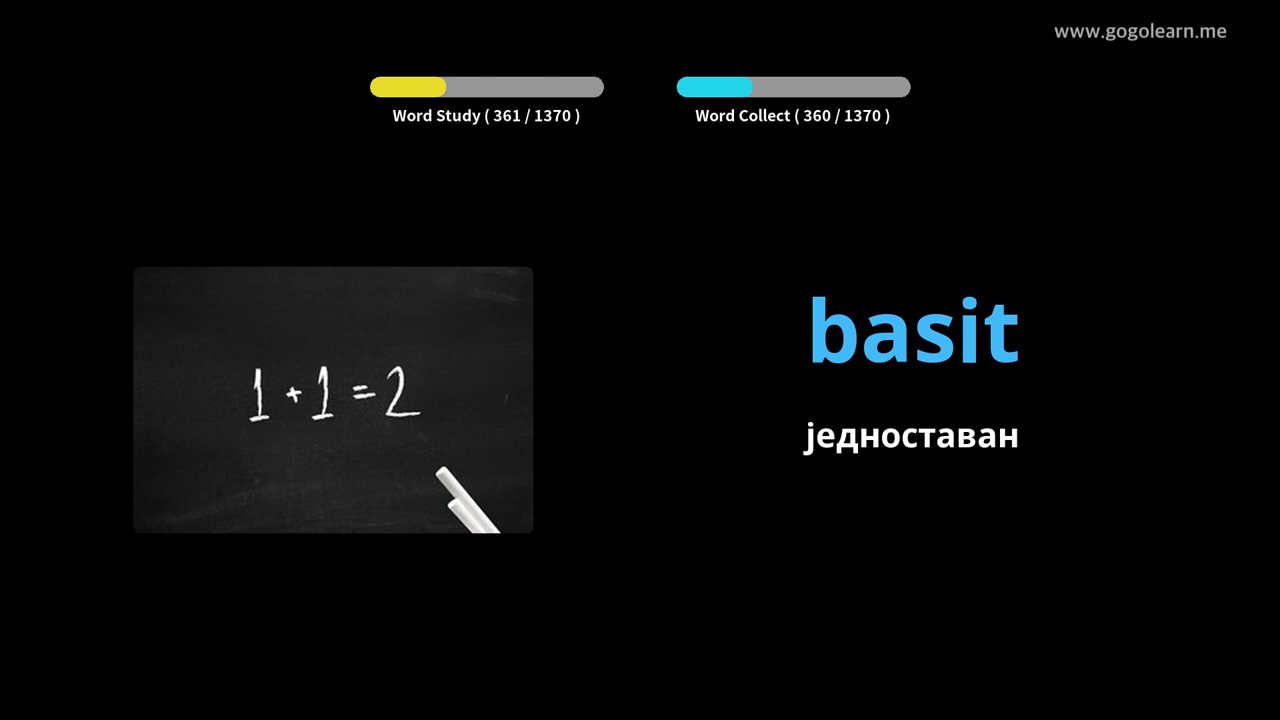 www.gogolearn.me
Word Study ( 361 / 1370 )
Word Collect ( 360 / 1370 )
1 + 1 = 2
basit
једноставан